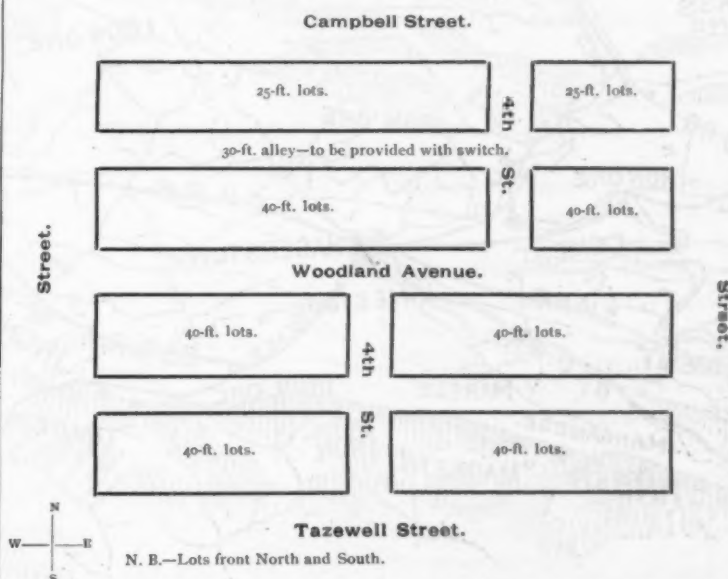 Campbell Street.
25-ft. lots.
4th
25-ft. lots.
30-ft. alley—to be provided with switch.
St.
40-ft. lots.
40-ft. lots.
Street.
Woodland Avenue.
Street.
40-ft. lots.
4th
40-ft. lots.
40-ft. lots.
St.
40-ft. lots.
N
W
E
S
Tazewell Street.
N. B.—Lots front North and South.